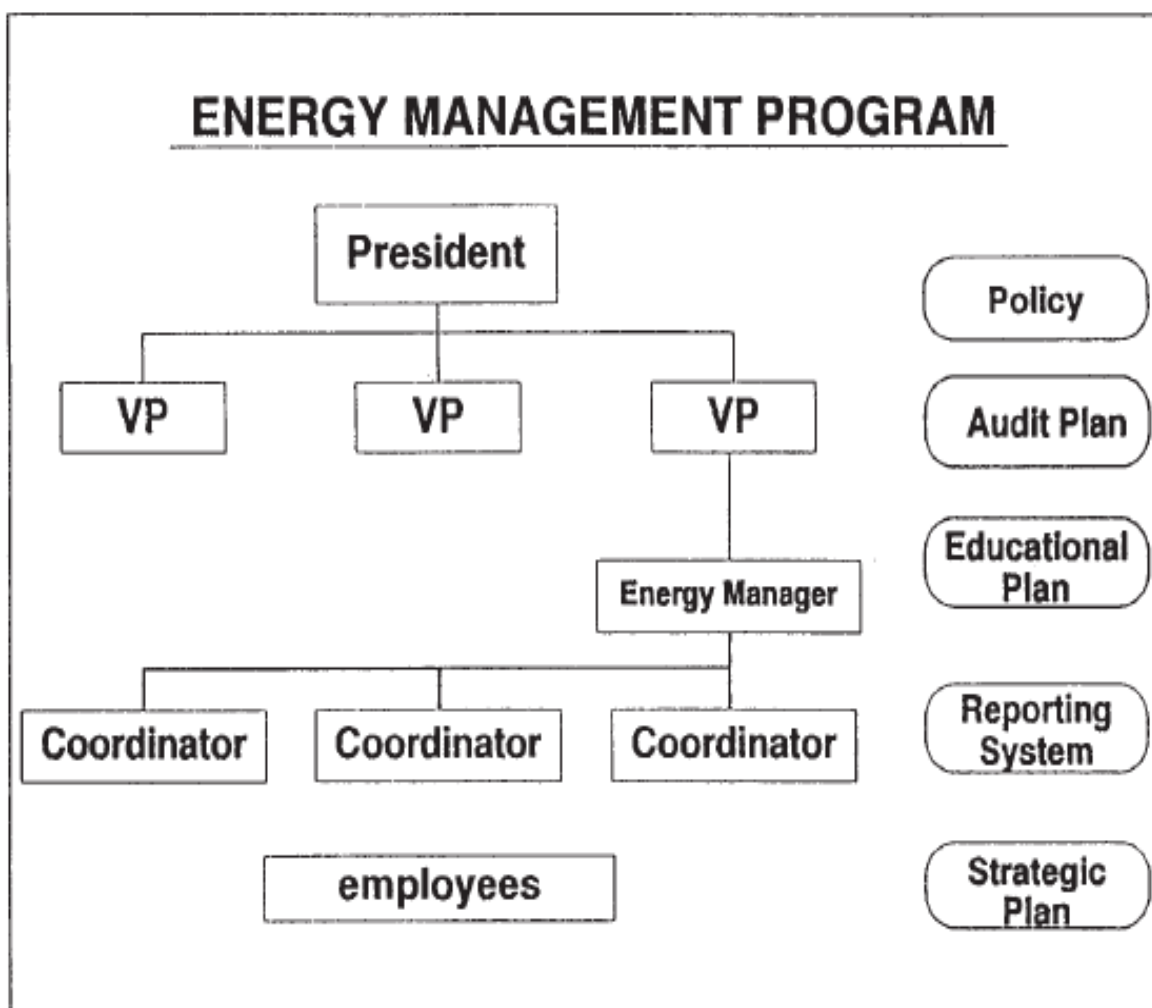 ENERGY MANAGEMENT PROGRAM
President
VP
VP
VP
Energy Manager
Coordinator
Coordinator
Coordinator
employees
Policy
Audit Plan
Educational
Plan
Reporting
System
Strategic
Plan